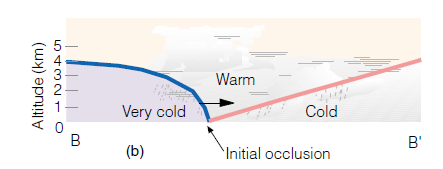 Altitude (km)
5
4
3
2
1
0
Warm
Very cold
Cold
B
B'
(b)
Initial occlusion